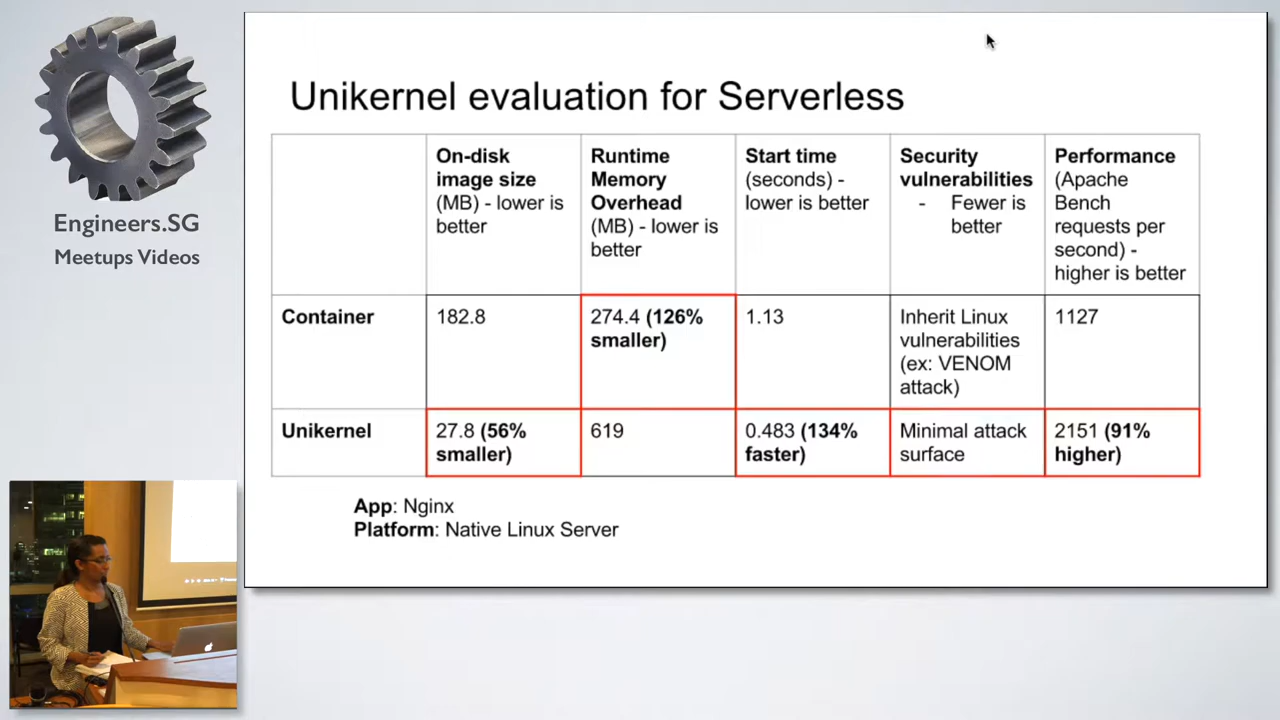 Engineers.SG
Meetups Videos
Unikernel evaluation for Serverless
On-disk
image size
(MB) - lower is
better
Runtime
Memory
Overhead
(MB) - lower is
better
Start time
(seconds) -
lower is better
Security
vulnerabilities
- Fewer is
better
Performance
(Apache
Bench
requests per
second) -
higher is better
Container
182.8
274.4 (126%
smaller)
1.13
Inherit Linux
vulnerabilities
(ex: VENOM
attack)
1127
Unikernel
27.8 (56%
smaller)
619
0.483 (134%
faster)
Minimal attack
surface
2151 (91%
higher)
App: Nginx
Platform: Native Linux Server